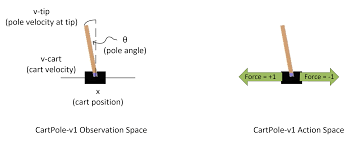 v-tip
(pole velocity at tip)
θ
(pole angle)
v-cart
(cart velocity)
x
(cart position)
CartPole-v1 Observation Space
Force = +1
Force = -1
CartPole-v1 Action Space